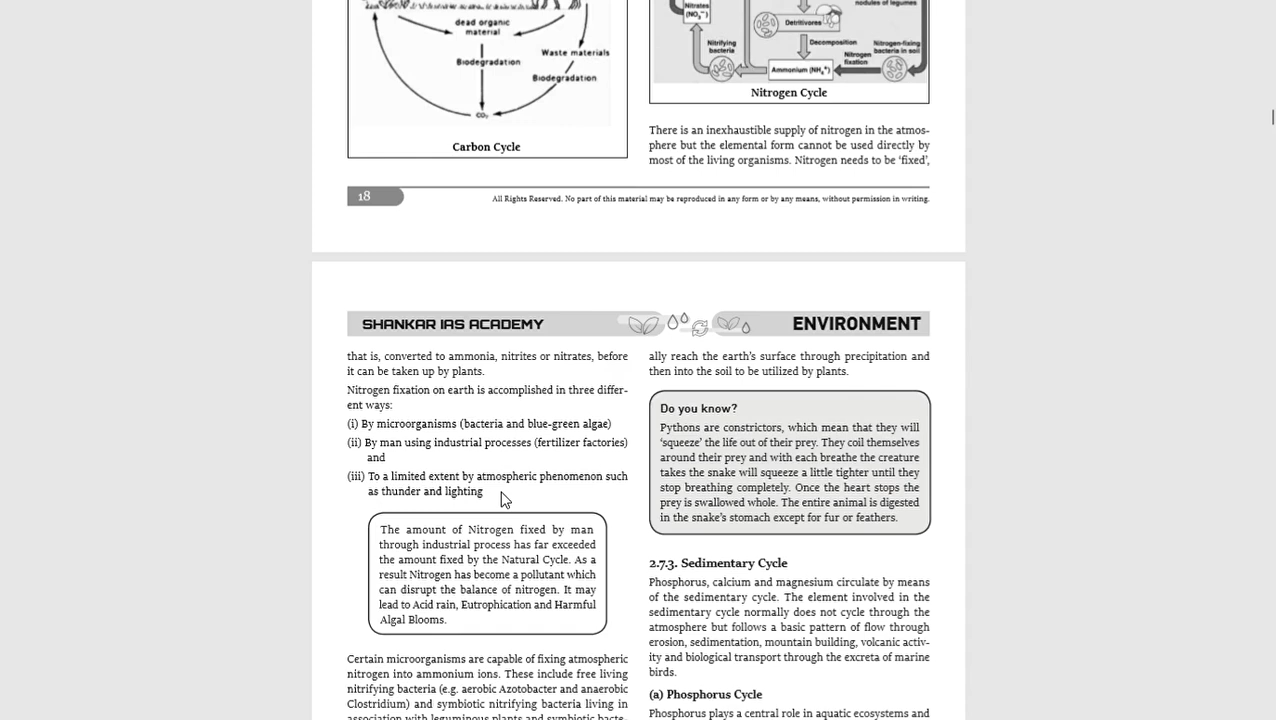 dead organic
material
Waste materials
Biodegradation
Biodegradation
CO₂
Carbon Cycle
nodules of legumes
Nitrates
(NO₃⁻)
Detritivores
Decomposition
Nitrifying
bacteria
Nitrogen-fixing
bacteria in soil
Nitrogen
fixation
Ammonium (NH₄⁺)
Nitrogen Cycle
There is an inexhaustible supply of nitrogen in the atmos-
phere but the elemental form cannot be used directly by
most of the living organisms. Nitrogen needs to be ‘fixed’,
18
All Rights Reserved. No part of this material may be reproduced in any form or by any means, without permission in writing.
SHANKAR IAS ACADEMY
ENVIRONMENT
that is, converted to ammonia, nitrites or nitrates, before
it can be taken up by plants.
Nitrogen fixation on earth is accomplished in three differ-
ent ways:
(i) By microorganisms (bacteria and blue-green algae)
(ii) By man using industrial processes (fertilizer factories)
and
(iii) To a limited extent by atmospheric phenomenon such
as thunder and lighting
The amount of Nitrogen fixed by man
through industrial process has far exceeded
the amount fixed by the Natural Cycle. As a
result Nitrogen has become a pollutant which
can disrupt the balance of nitrogen. It may
lead to Acid rain, Eutrophication and Harmful
Algal Blooms.
Certain microorganisms are capable of fixing atmospheric
nitrogen into ammonium ions. These include free living
nitrifying bacteria (e.g. aerobic Azotobacter and anaerobic
Clostridium) and symbiotic nitrifying bacteria living in
association with leguminous plants and symbiotic bacte-
ally reach the earth’s surface through precipitation and
then into the soil to be utilized by plants.
Do you know?
Pythons are constrictors, which mean that they will
‘squeeze’ the life out of their prey. They coil themselves
around their prey and with each breathe the creature
takes the snake will squeeze a little tighter until they
stop breathing completely. Once the heart stops the
prey is swallowed whole. The entire animal is digested
in the snake’s stomach except for fur or feathers.
2.7.3. Sedimentary Cycle
Phosphorus, calcium and magnesium circulate by means
of the sedimentary cycle. The element involved in the
sedimentary cycle normally does not cycle through the
atmosphere but follows a basic pattern of flow through
erosion, sedimentation, mountain building, volcanic activ-
ity and biological transport through the excreta of marine
birds.
(a) Phosphorus Cycle
Phosphorus plays a central role in aquatic ecosystems and